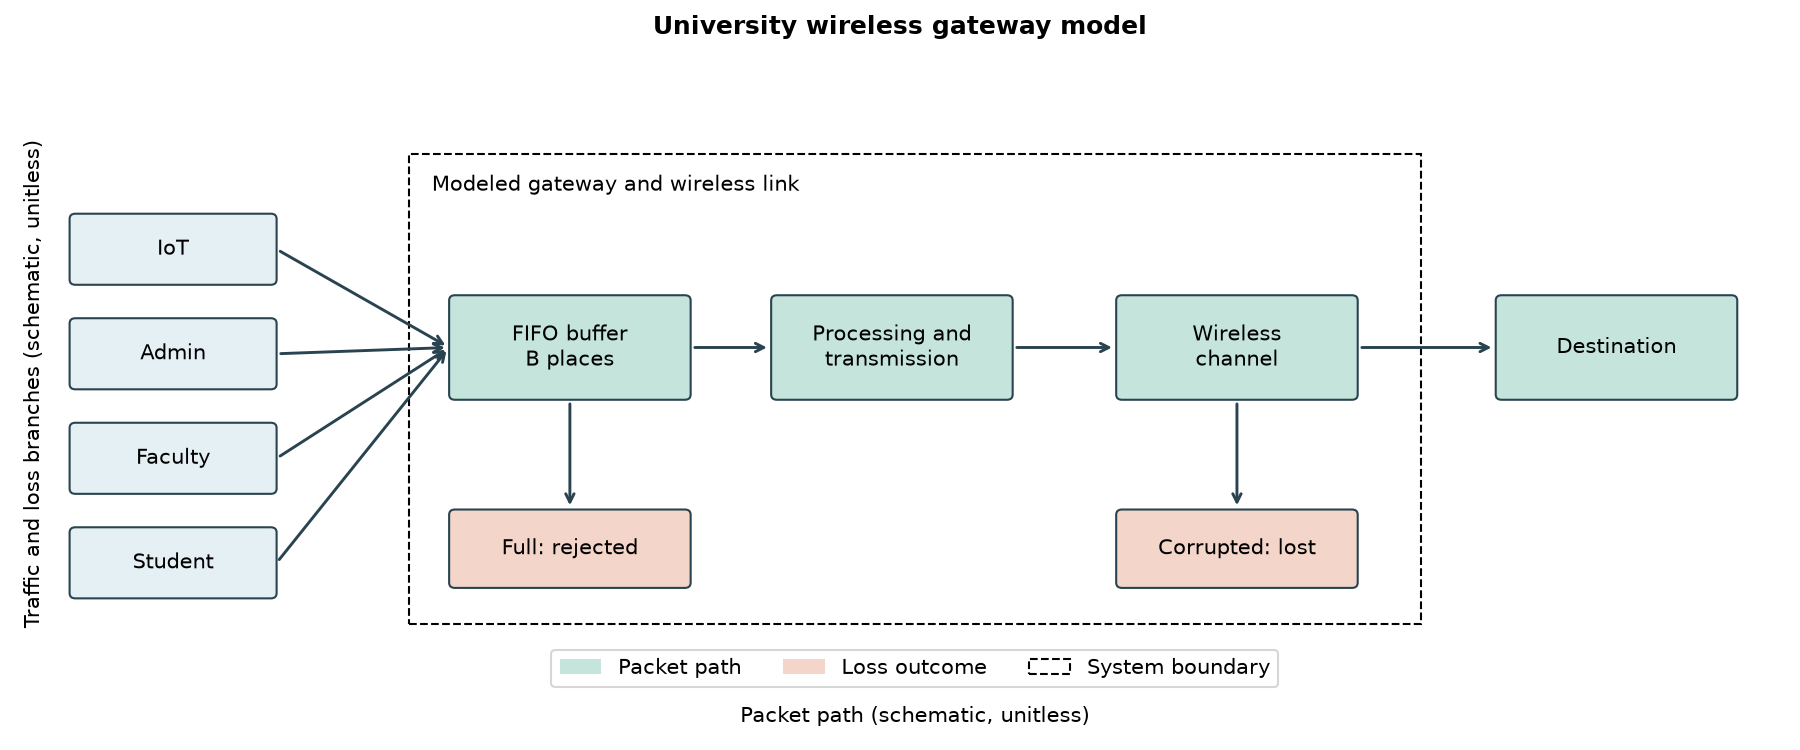 University wireless gateway model
Traffic and loss branches (schematic, unitless)
Modeled gateway and wireless link
IoT
Admin
Faculty
Student
FIFO buffer
B places
Processing and
transmission
Wireless
channel
Destination
Full: rejected
Corrupted: lost
Packet path
Loss outcome
System boundary
Packet path (schematic, unitless)